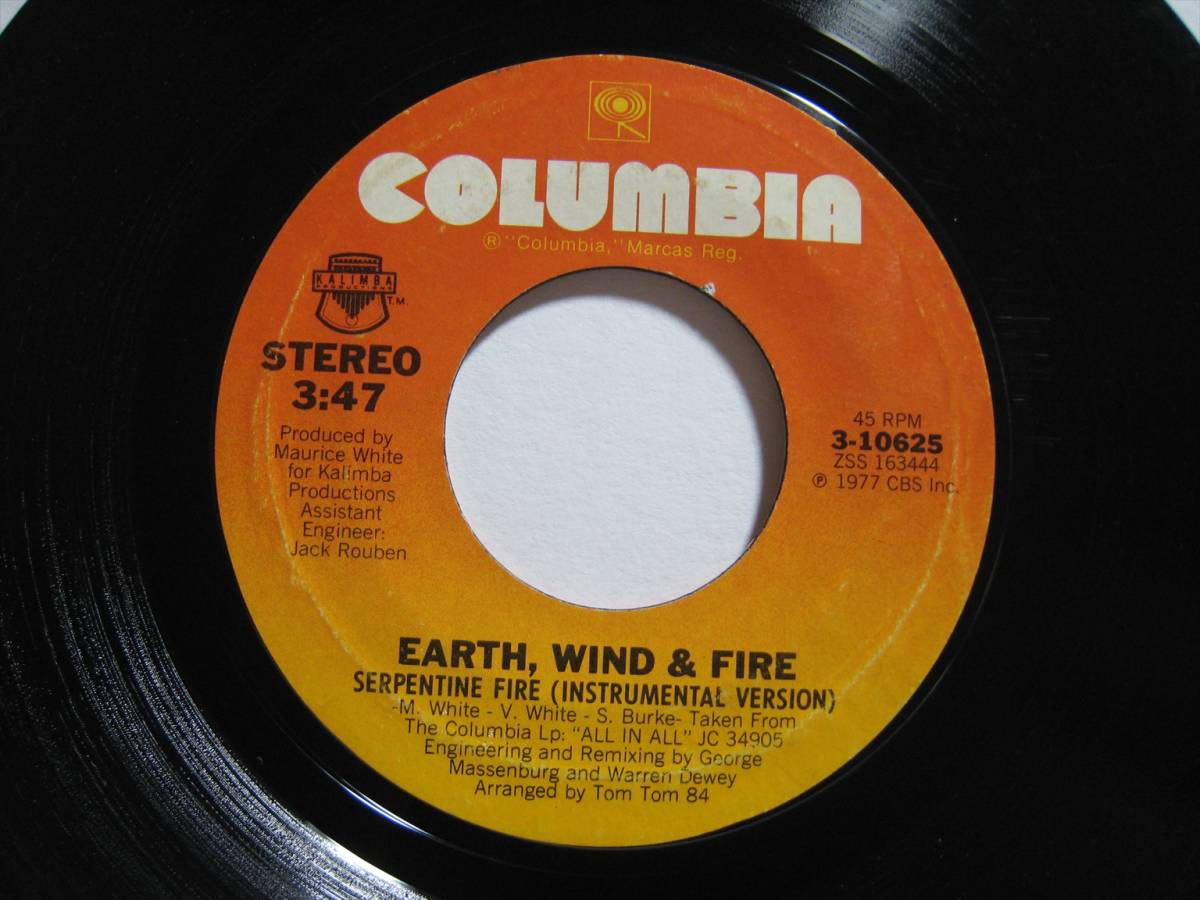 COLUMBIA
® "Columbia," Marcas Reg.
KALIMBA
PRODUCTIONS
T.M.
STEREO
3:47
Produced by
Maurice White
for Kalimba
Productions
Assistant
Engineer:
Jack Rouben
45 RPM
3-10625
ZSS 163444
℗ 1977 CBS Inc.
EARTH, WIND & FIRE
SERPENTINE FIRE (INSTRUMENTAL VERSION)
-M. White - V. White - S. Burke- Taken From
The Columbia Lp: "ALL IN ALL" JC 34905
Engineering and Remixing by George
Massenburg and Warren Dewey
Arranged by Tom Tom 84